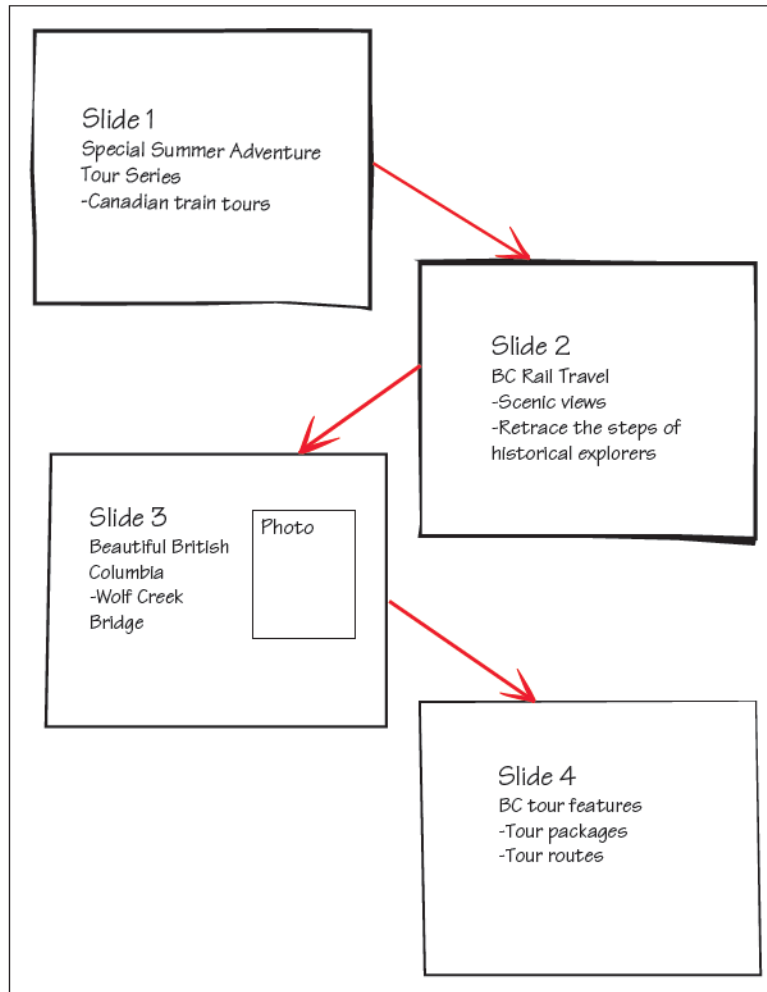 Slide 1
Special Summer Adventure
Tour Series
-Canadian train tours
Slide 2
BC Rail Travel
-Scenic views
-Retrace the steps of
historical explorers
Slide 3
Beautiful British
Columbia
-Wolf Creek
Bridge
Photo
Slide 4
BC tour features
-Tour packages
-Tour routes